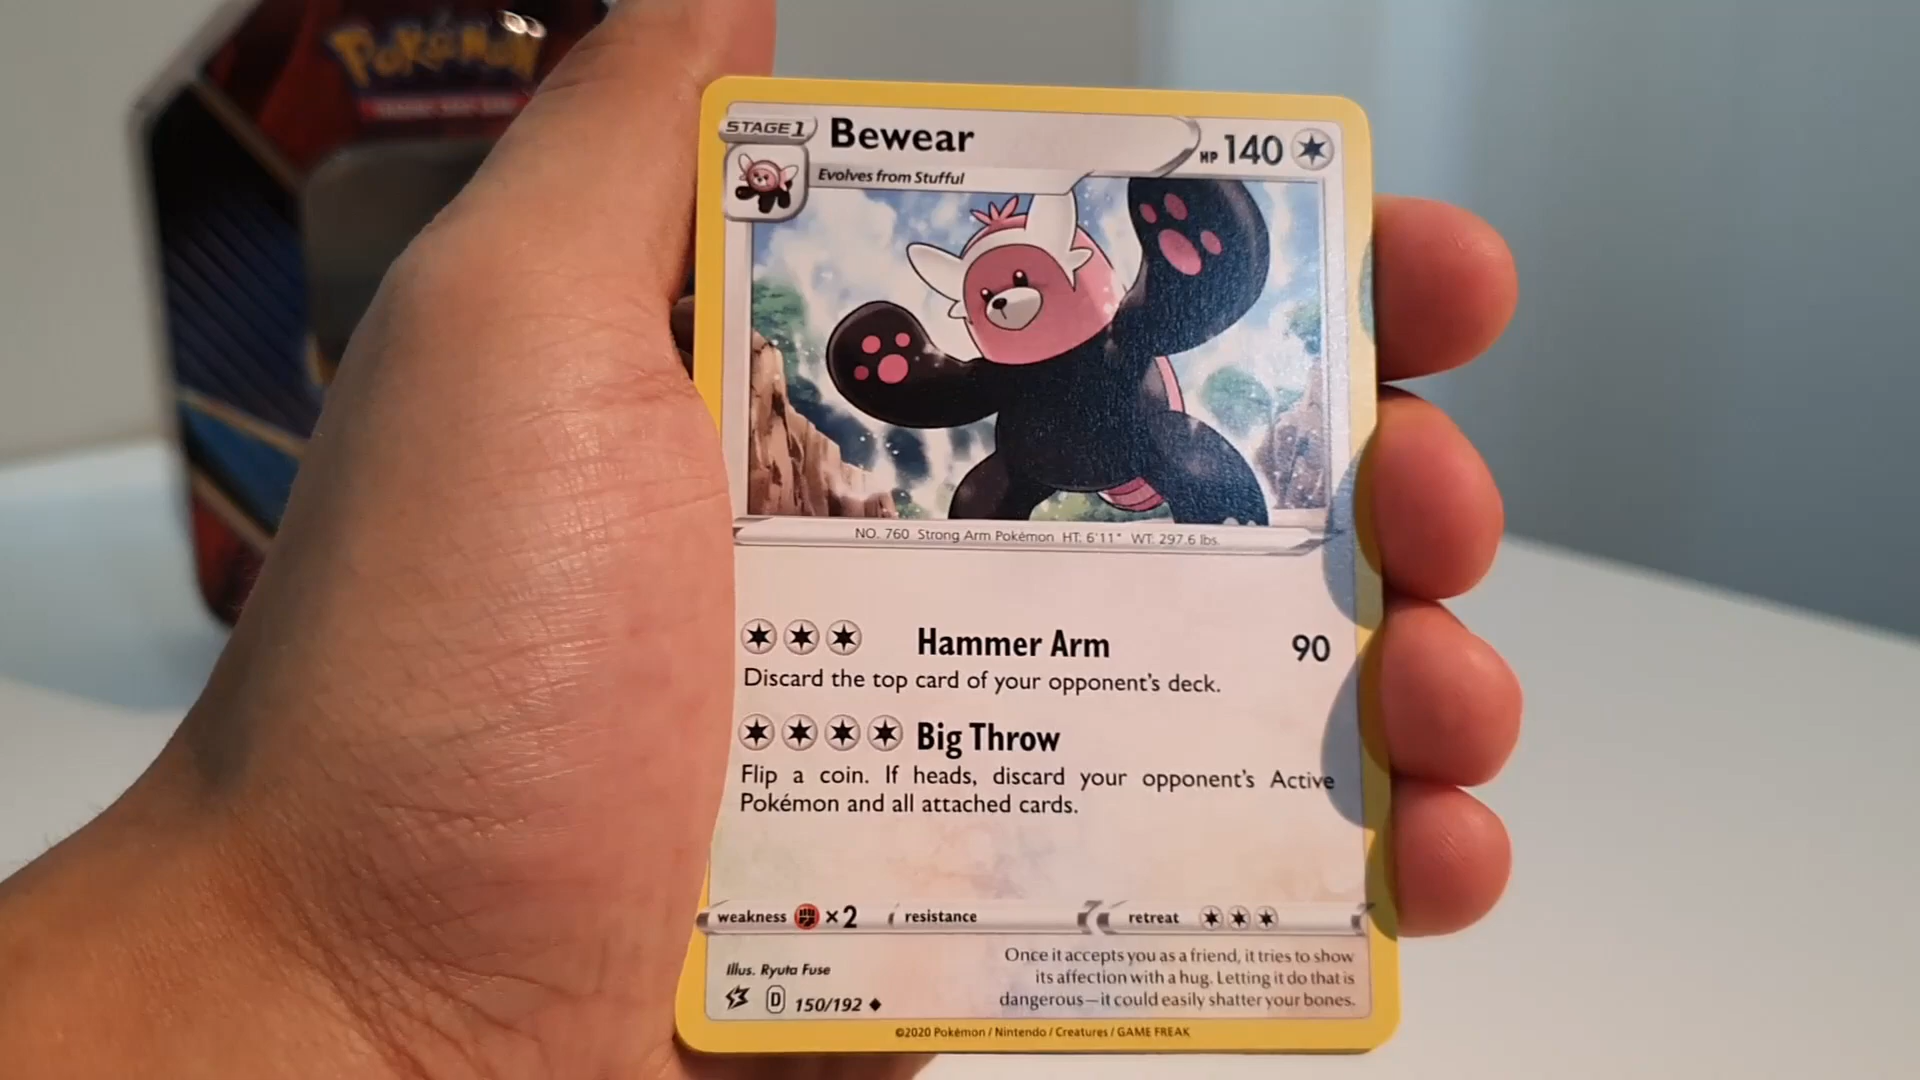 Pokémon
STAGE 1
Bewear
HP 140
Evolves from Stufful
NO. 760 Strong Arm Pokémon HT: 6'11" WT: 297.6 lbs.
Hammer Arm 90
Discard the top card of your opponent's deck.
Big Throw
Flip a coin. If heads, discard your opponent's Active
Pokémon and all attached cards.
weakness ×2 resistance retreat
Once it accepts you as a friend, it tries to show
its affection with a hug. Letting it do that is
dangerous—it could easily shatter your bones.
Illus. Ryuta Fuse
D 150/192
©2020 Pokémon / Nintendo / Creatures / GAME FREAK